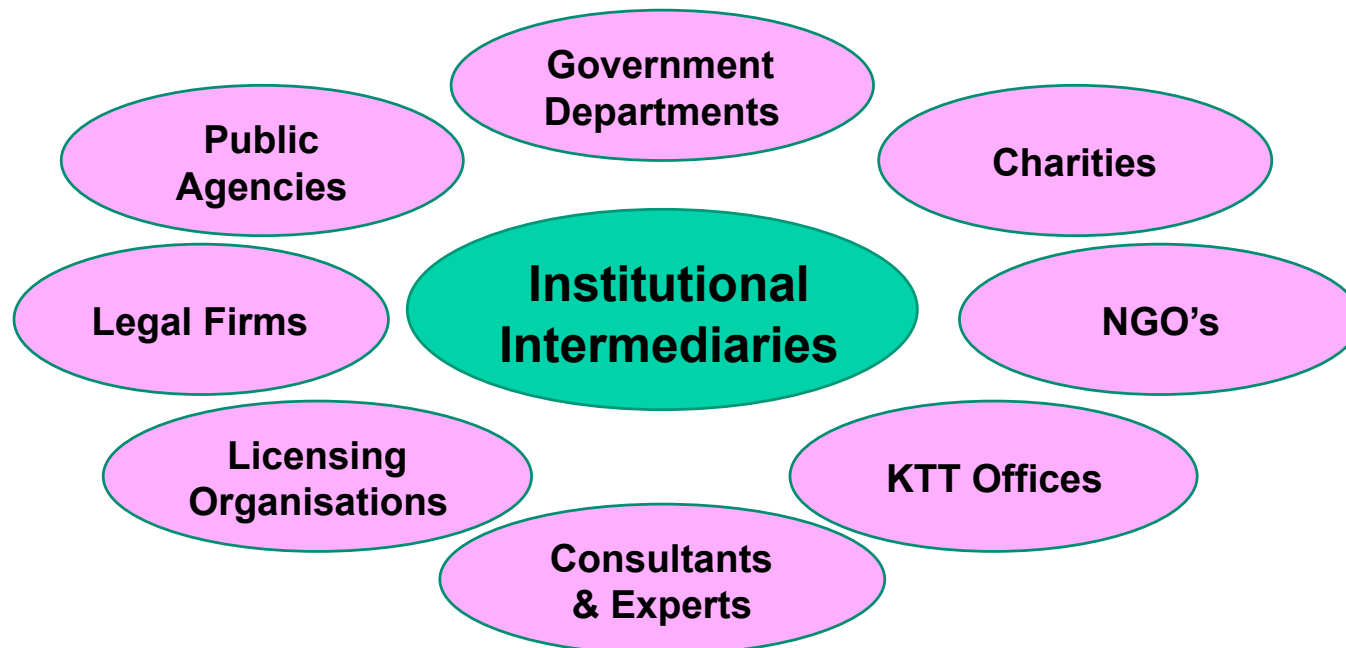 Government
Departments
Public
Agencies
Charities
Institutional
Intermediaries
Legal Firms
NGO’s
Licensing
Organisations
KTT Offices
Consultants
& Experts